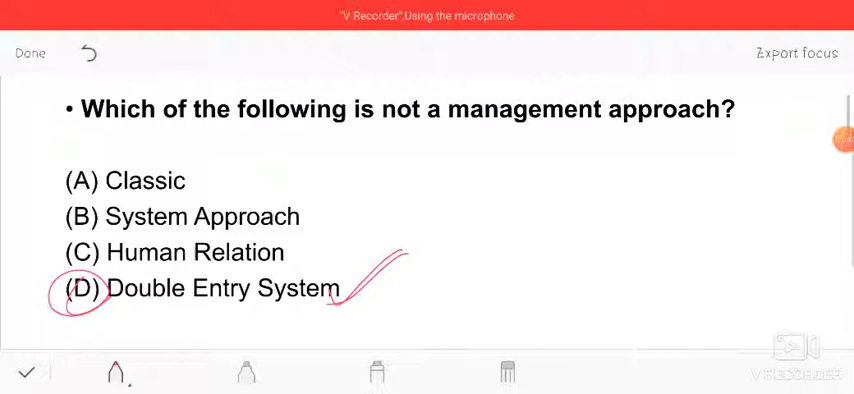 "V Recorder",Using the microphone
Done
Export focus
• Which of the following is not a management approach?
(A) Classic
(B) System Approach
(C) Human Relation
(D) Double Entry System
V RECORDER